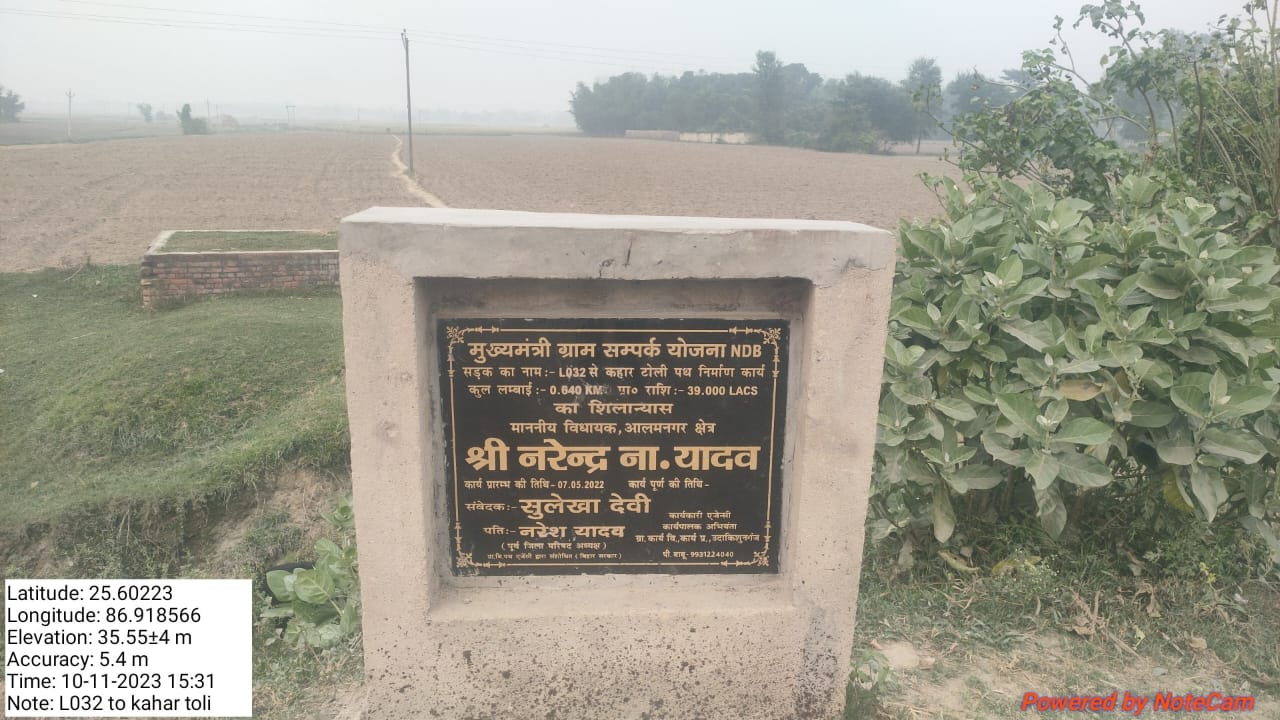 मुख्यमंत्री ग्राम सम्पर्क योजना NDB
सड़क का नाम:- L032 से कहार टोली पथ निर्माण कार्य
कुल लम्बाई:- 0.640 KM. प्रा० राशि:- 39.000 LACS
का शिलान्यास
माननीय विधायक, आलमनगर क्षेत्र
श्री नरेन्द्र ना. यादव
कार्य प्रारम्भ की तिथि- 07.05.2022 कार्य पूर्ण की तिथि-
संवेदक:- सुलेखा देवी
पति:- नरेश यादव
( पूर्व जिला परिषद अध्यक्ष )
कार्यकारी एजेन्सी
कार्यपालक अभियंता
ग्रा.कार्य वि.,कार्य प्र., उदाकिशुनगंज
पी. बाबू- 9931224040
Latitude: 25.60223
Longitude: 86.918566
Elevation: 35.55±4 m
Accuracy: 5.4 m
Time: 10-11-2023 15:31
Note: L032 to kahar toli
Powered by NoteCam